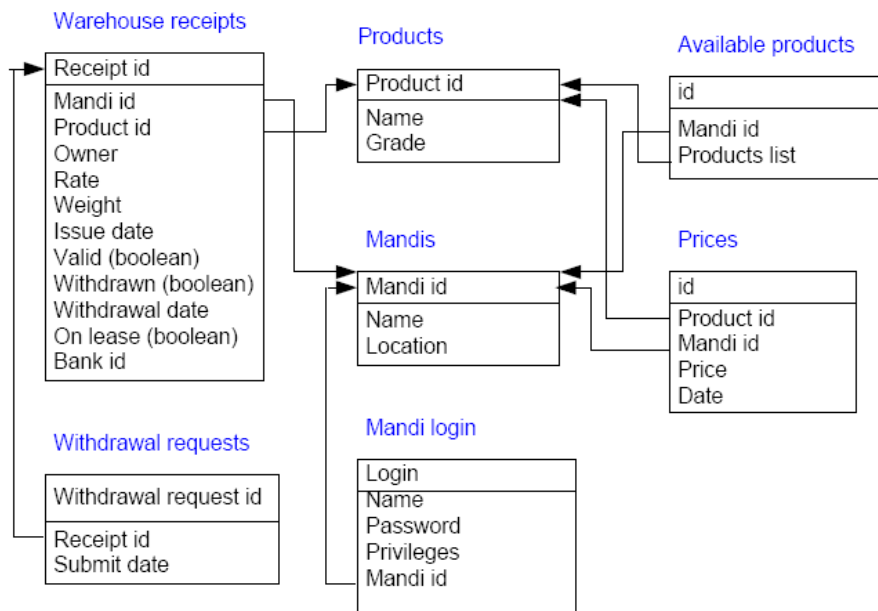 Warehouse receipts
Receipt id
Mandi id
Product id
Owner
Rate
Weight
Issue date
Valid (boolean)
Withdrawn (boolean)
Withdrawal date
On lease (boolean)
Bank id
Products
Product id
Name
Grade
Available products
id
Mandi id
Products list
Mandis
Mandi id
Name
Location
Prices
id
Product id
Mandi id
Price
Date
Withdrawal requests
Withdrawal request id
Receipt id
Submit date
Mandi login
Login
Name
Password
Privileges
Mandi id